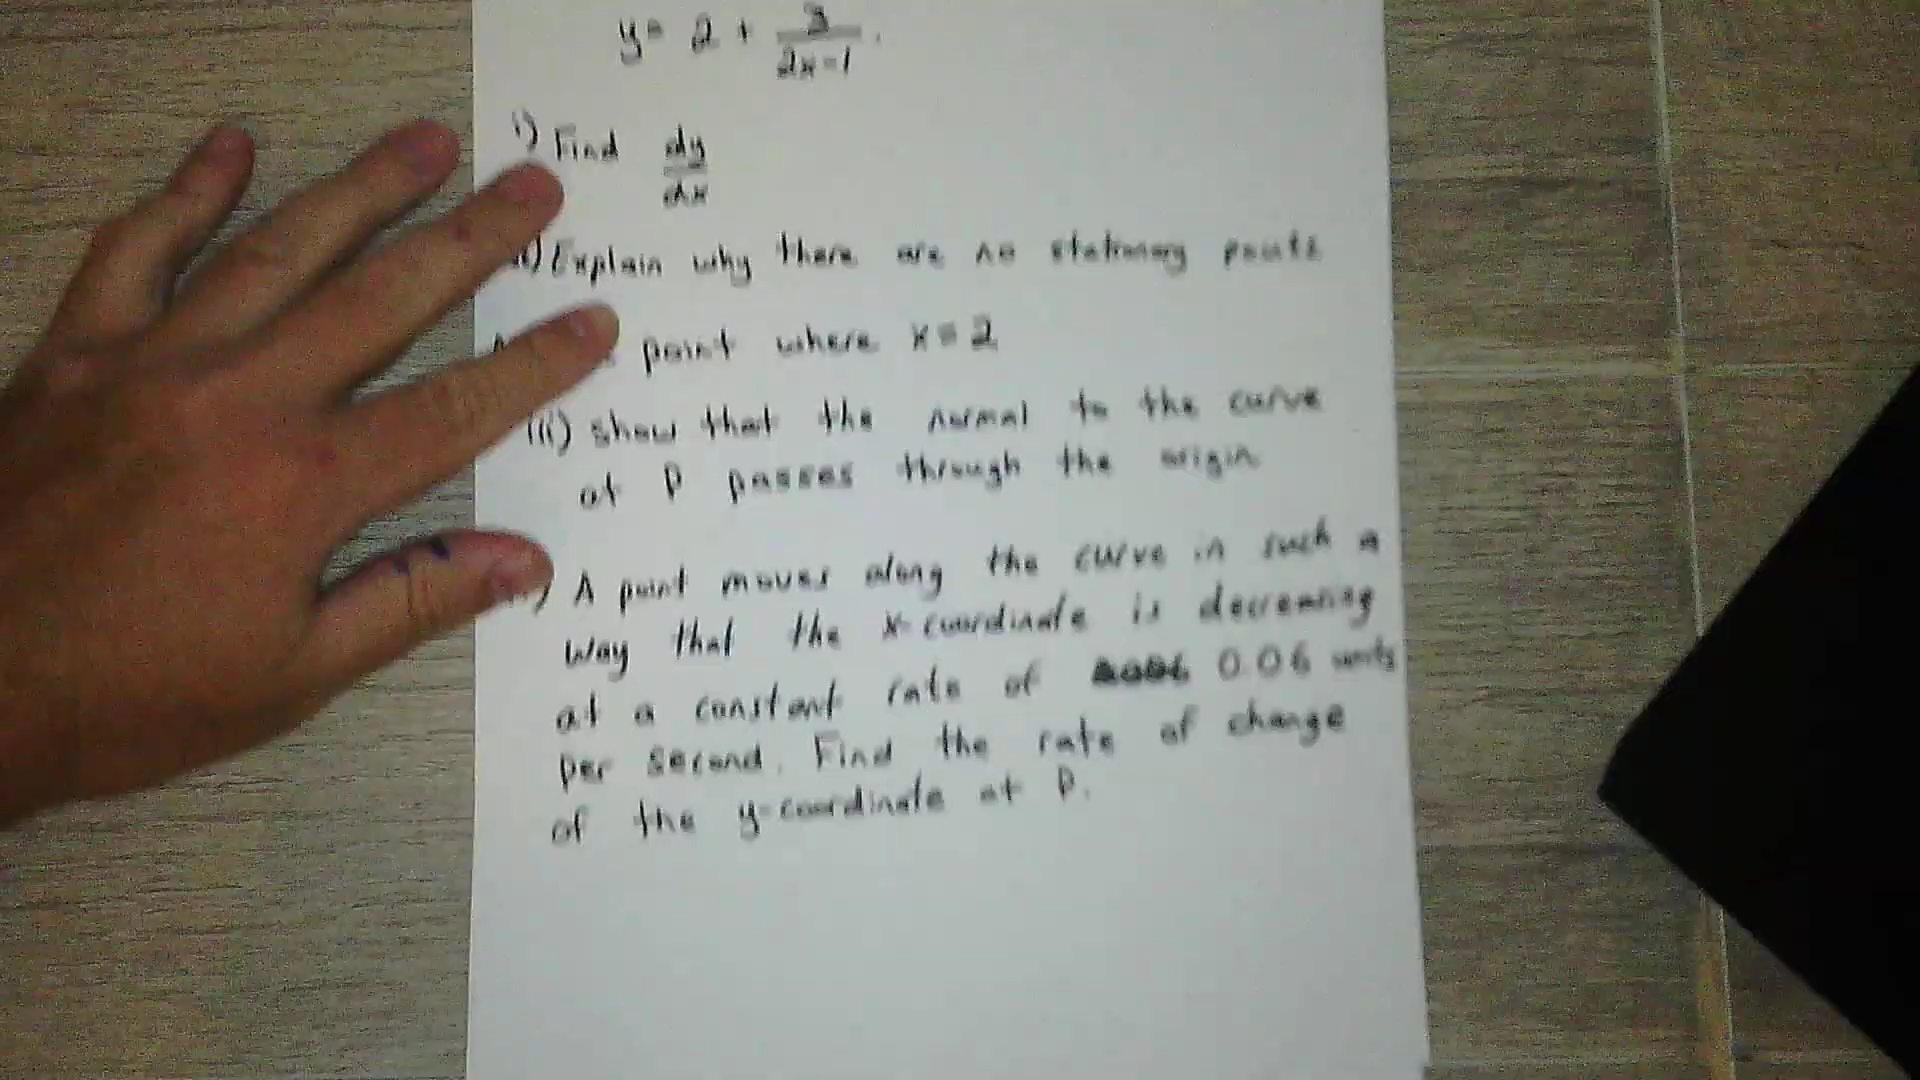 y= 2 + 3/(2x-1).
i) Find dy/dx
Explain why there are no stationary points
point where x = 2
iii) show that the normal to the curve
at P passes through the origin
) A point moves along the curve in such a
way that the x-coordinate is decreasing
at a constant rate of 0.06 units
per second. Find the rate of change
of the y-coordinate at P.